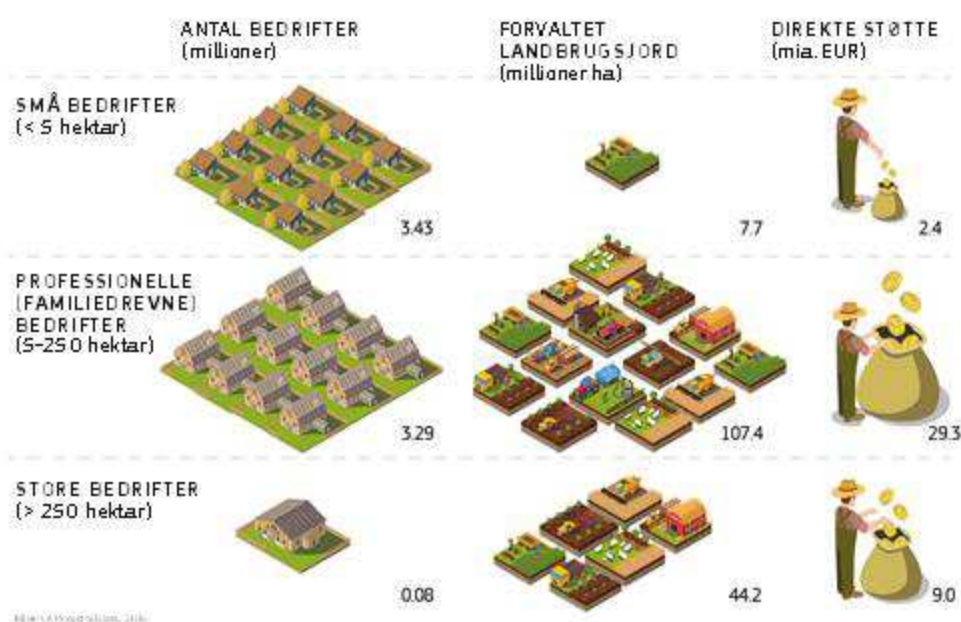 ANTAL BEDRIFTER
(millioner)
FORVALTET
LANDBRUGSJORD
(millioner ha)
DIREKTE STØTTE
(mia. EUR)
SMÅ BEDRIFTER
(< 5 hektar)
3.43
7.7
2.4
PROFESSIONELLE
(FAMILIEDREVNE)
BEDRIFTER
(5-250 hektar)
3.29
107.4
29.3
STORE BEDRIFTER
(> 250 hektar)
0.08
44.2
9.0